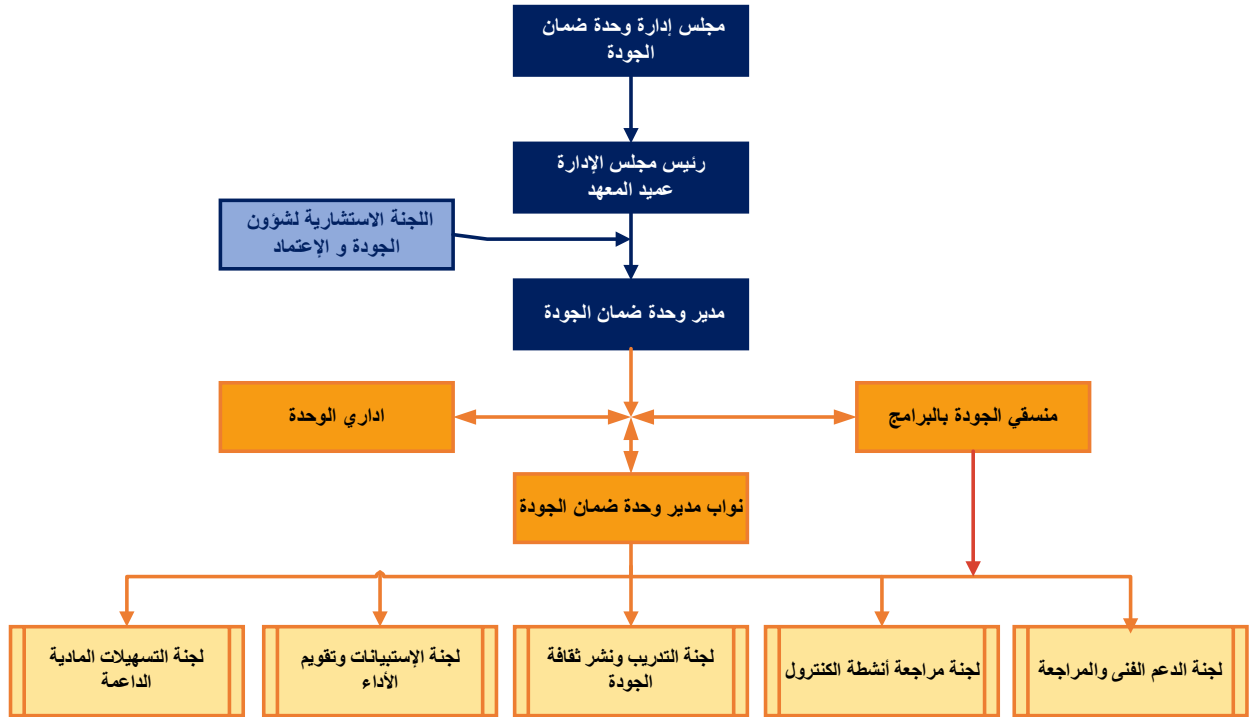 مجلس إدارة وحدة ضمان
الجودة
رئيس مجلس الإدارة
عميد المعهد
اللجنة الاستشارية لشؤون
الجودة و الإعتماد
مدير وحدة ضمان الجودة
منسقي الجودة بالبرامج
اداري الوحدة
نواب مدير وحدة ضمان الجودة
لجنة الدعم الفنى والمراجعة
لجنة مراجعة أنشطة الكنترول
لجنة التدريب ونشر ثقافة
الجودة
لجنة الإستبيانات وتقويم
الأداء
لجنة التسهيلات المادية
الداعمة